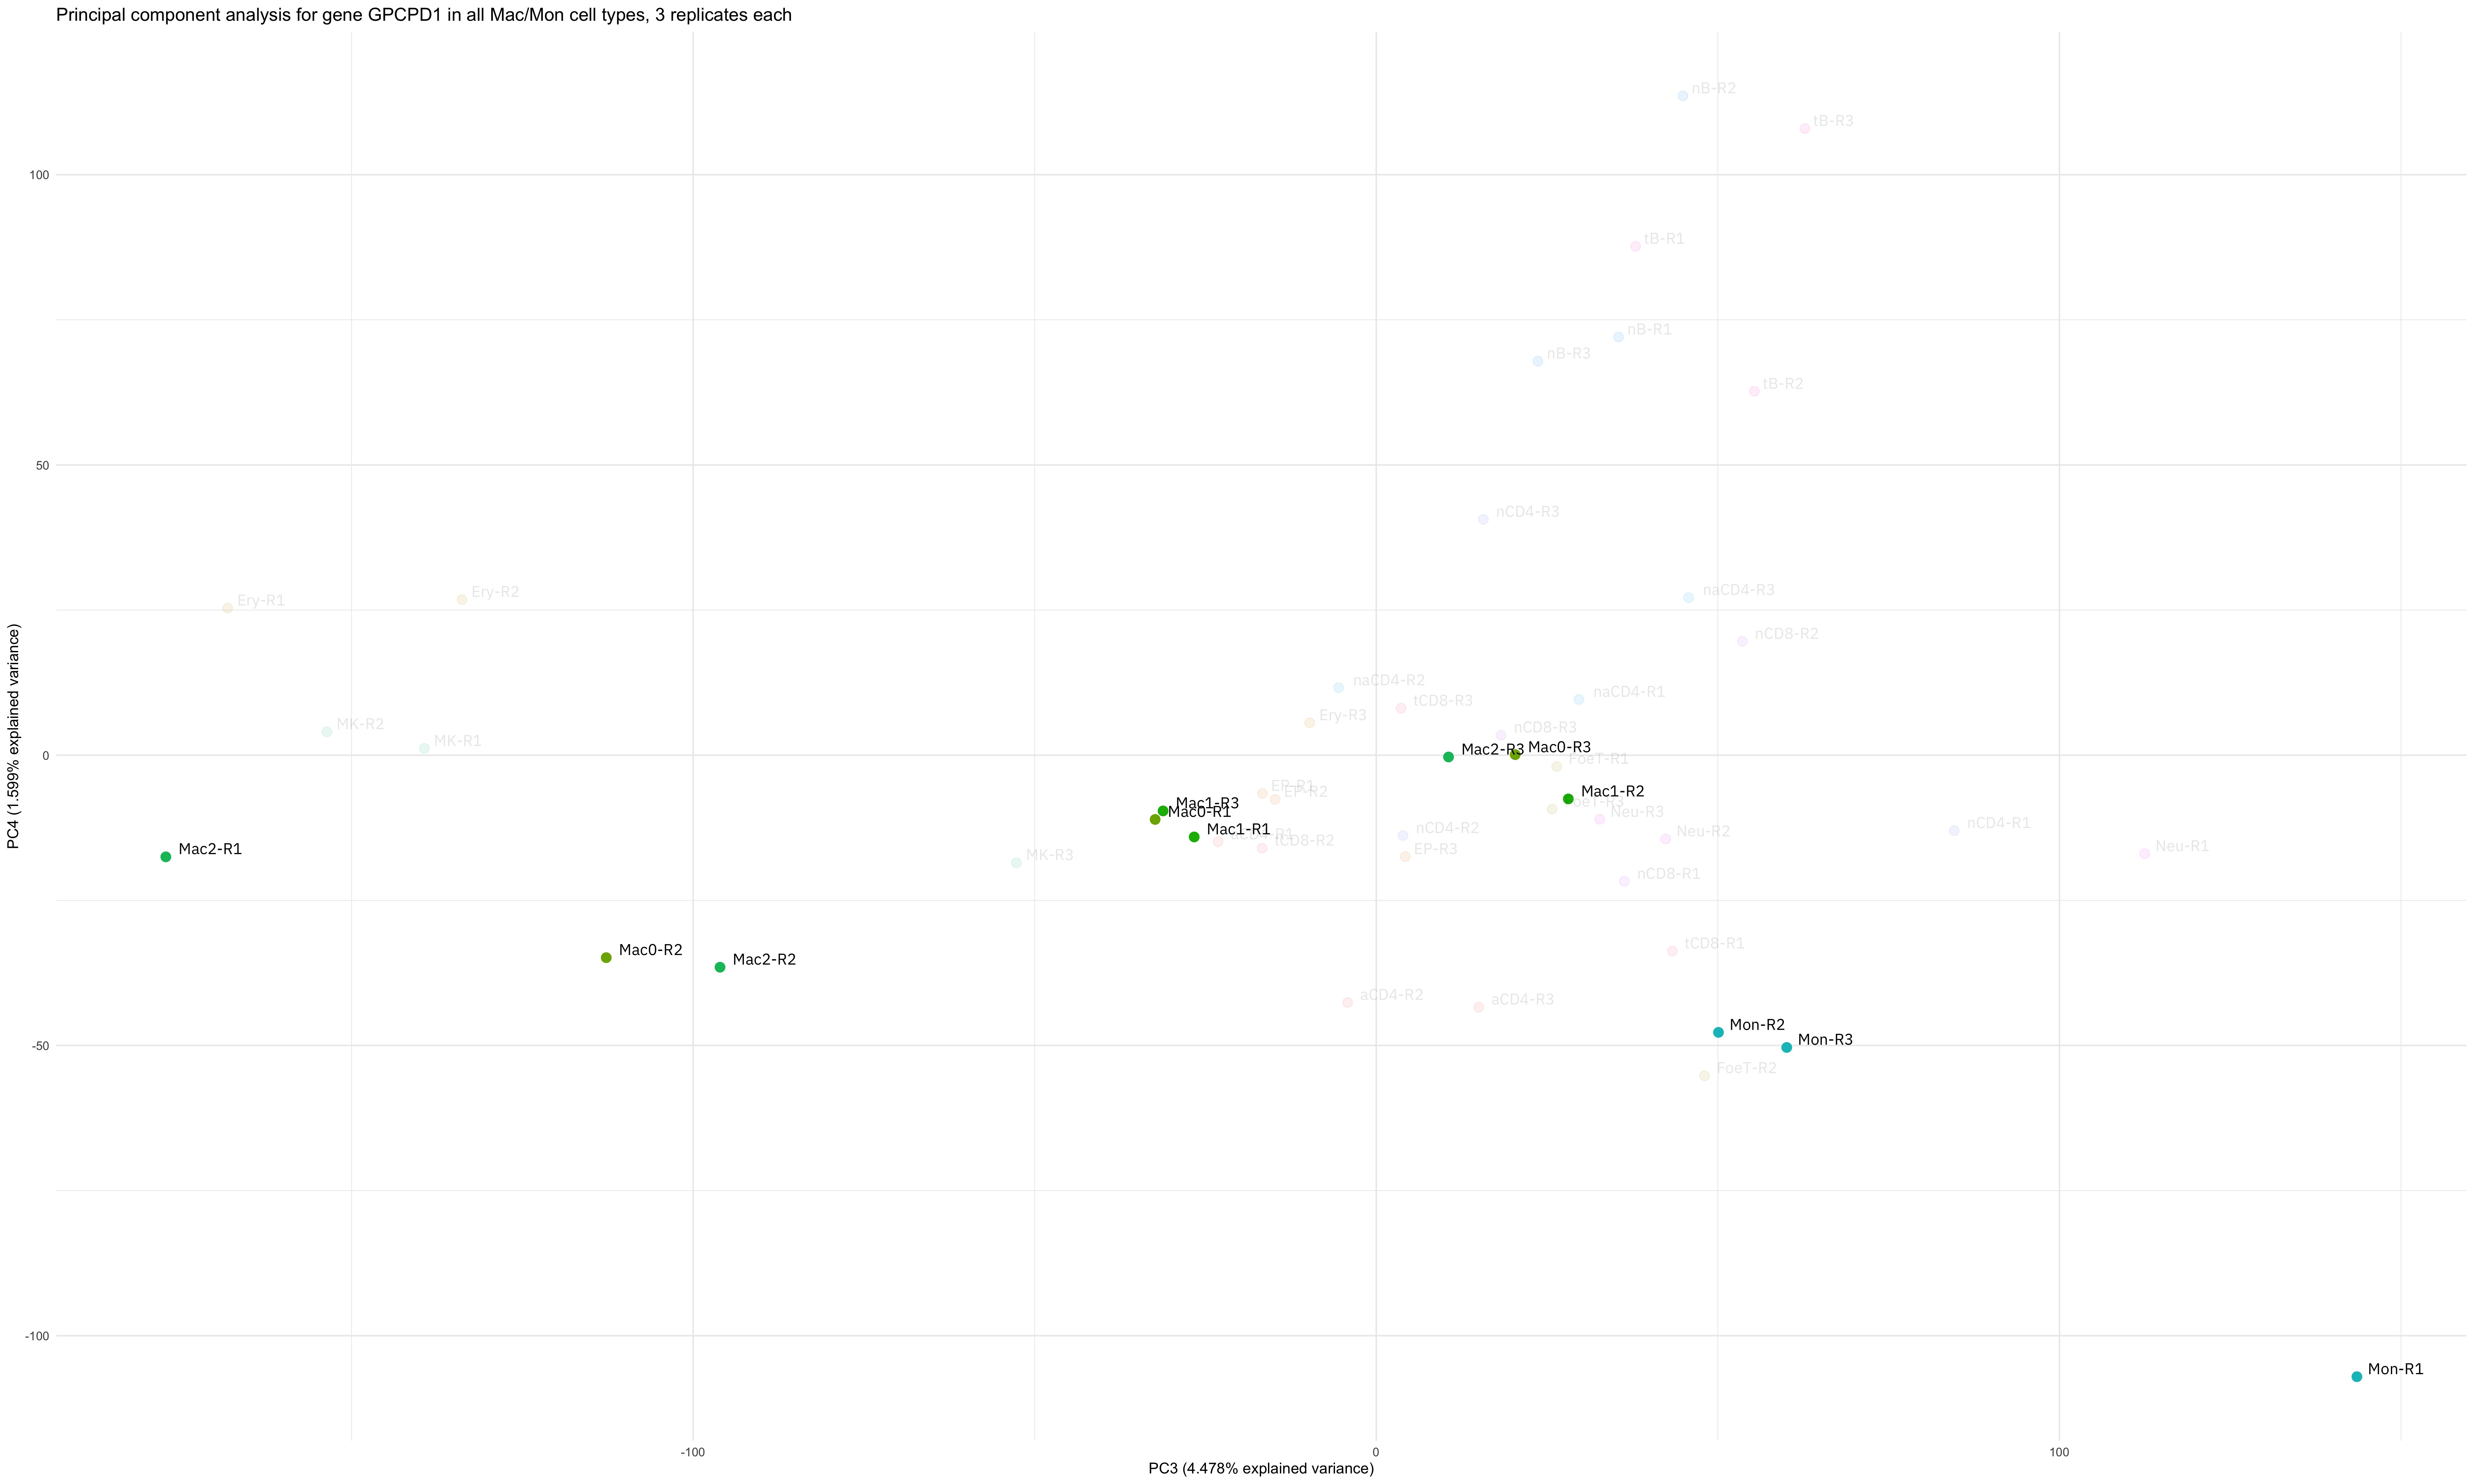 Principal component analysis for gene GPCPD1 in all Mac/Mon cell types, 3 replicates each
nB-R2
tB-R3
100
tB-R1
nB-R1
nB-R3
tB-R2
50
nCD4-R3
naCD4-R3
Ery-R2
Ery-R1
nCD8-R2
naCD4-R2
naCD4-R1
tCD8-R3
Ery-R3
MK-R2
nCD8-R3
MK-R1
0
Mac2-R3
Mac0-R3
FoeT-R1
EP-R1
EP-R2
Mac1-R2
Mac1-R3
FoeT-R3
Mac0-R1
Neu-R3
nCD4-R1
Mac1-R1
nCD4-R2
Neu-R2
tCD8-R2
Neu-R1
Mac2-R1
EP-R3
MK-R3
nCD8-R1
tCD8-R1
Mac0-R2
Mac2-R2
aCD4-R2
aCD4-R3
Mon-R2
Mon-R3
-50
FoeT-R2
-100
Mon-R1
PC4 (1.599% explained variance)
-100
0
100
PC3 (4.478% explained variance)